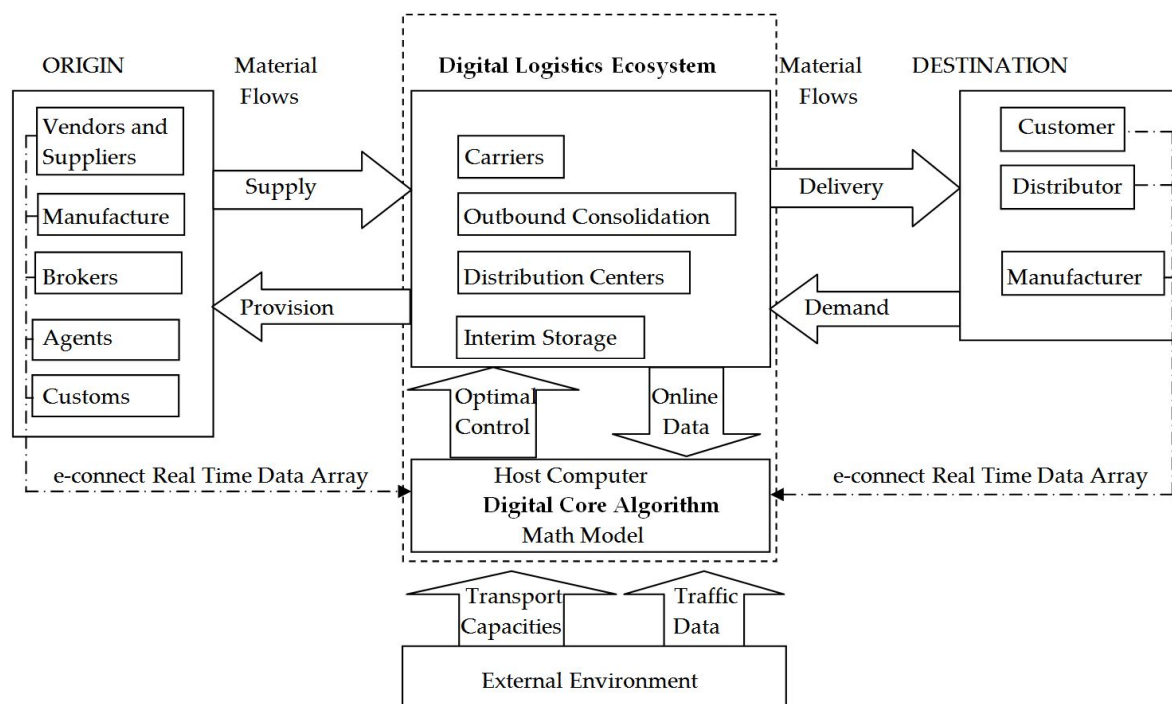 ORIGIN
Material
Flows
Digital Logistics Ecosystem
Material
Flows
DESTINATION
Vendors and
Suppliers
Manufacture
Brokers
Agents
Customs
Supply
Provision
Carriers
Outbound Consolidation
Distribution Centers
Interim Storage
Delivery
Demand
Customer
Distributor
Manufacturer
Optimal
Control
Online
Data
e-connect Real Time Data Array
Host Computer
Digital Core Algorithm
Math Model
e-connect Real Time Data Array
Transport
Capacities
Traffic
Data
External Environment